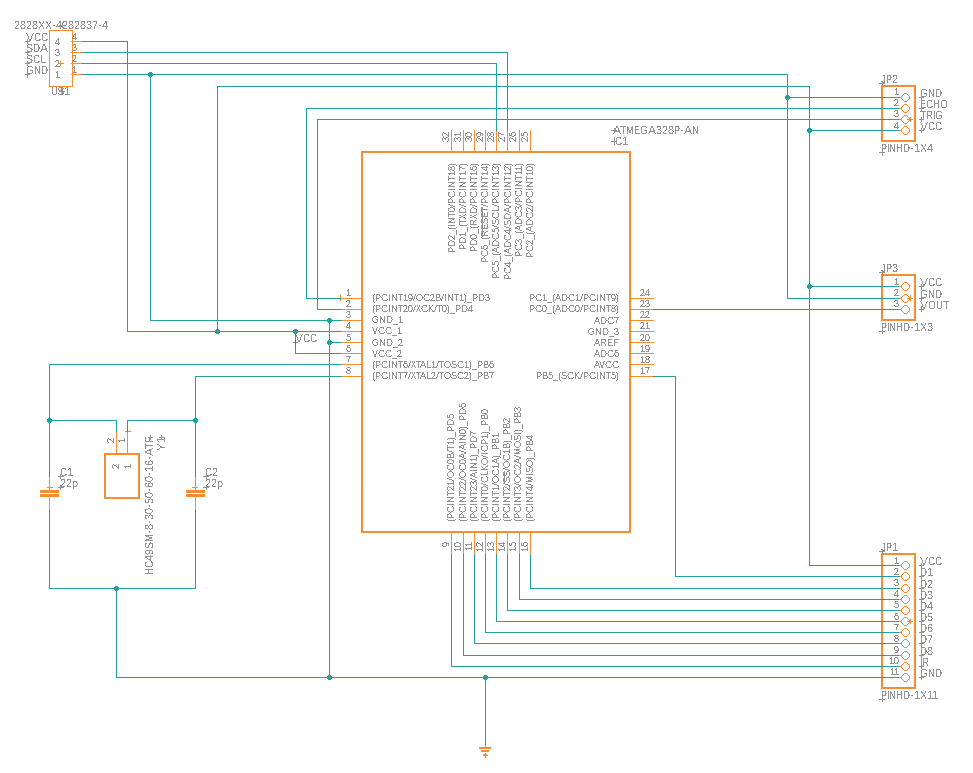 2828XX-4 282837-4
VCC
SDA
SCL
GND
4
3
2
1
4
3
2
1
U$1
JP2
1
2
3
4
GND
ECHO
TRIG
VCC
PINHD-1X4
ATMEGA328P-AN
IC1
32
31
30
29
28
27
26
25
PD2_(INT0/PCINT18)
PD1_(TXD/PCINT17)
PD0_(RXD/PCINT16)
PC6_(RESET/PCINT14)
PC5_(ADC5/SCL/PCINT13)
PC4_(ADC4/SDA/PCINT12)
PC3_(ADC3/PCINT11)
PC2_(ADC2/PCINT10)
JP3
1
2
3
VCC
GND
VOUT
PINHD-1X3
1
2
3
4
5
6
7
8
(PCINT19/OC2B/INT1)_PD3
(PCINT20/XCK/T0)_PD4
GND_1
VCC_1
GND_2
VCC_2
(PCINT6/XTAL1/TOSC1)_PB6
(PCINT7/XTAL2/TOSC2)_PB7
VCC
PC1_(ADC1/PCINT9)
PC0_(ADC0/PCINT8)
ADC7
GND_3
AREF
ADC6
AVCC
PB5_(SCK/PCINT5)
24
23
22
21
20
19
18
17
(PCINT21/OC0B/T1)_PD5
(PCINT22/OC0A/AIN0)_PD6
(PCINT23/AIN1)_PD7
(PCINT0/CLKO/ICP1)_PB0
(PCINT1/OC1A)_PB1
(PCINT2/SS/OC1B)_PB2
(PCINT3/OC2A/MOSI)_PB3
(PCINT4/MISO)_PB4
9
10
11
12
13
14
15
16
2
1
2
1
Y1
HC49SM-8-30-50-60-16-ATR
C1
22p
C2
22p
JP1
1
2
3
4
5
6
7
8
9
10
11
VCC
D1
D2
D3
D4
D5
D6
D7
D8
R
GND
PINHD-1X11